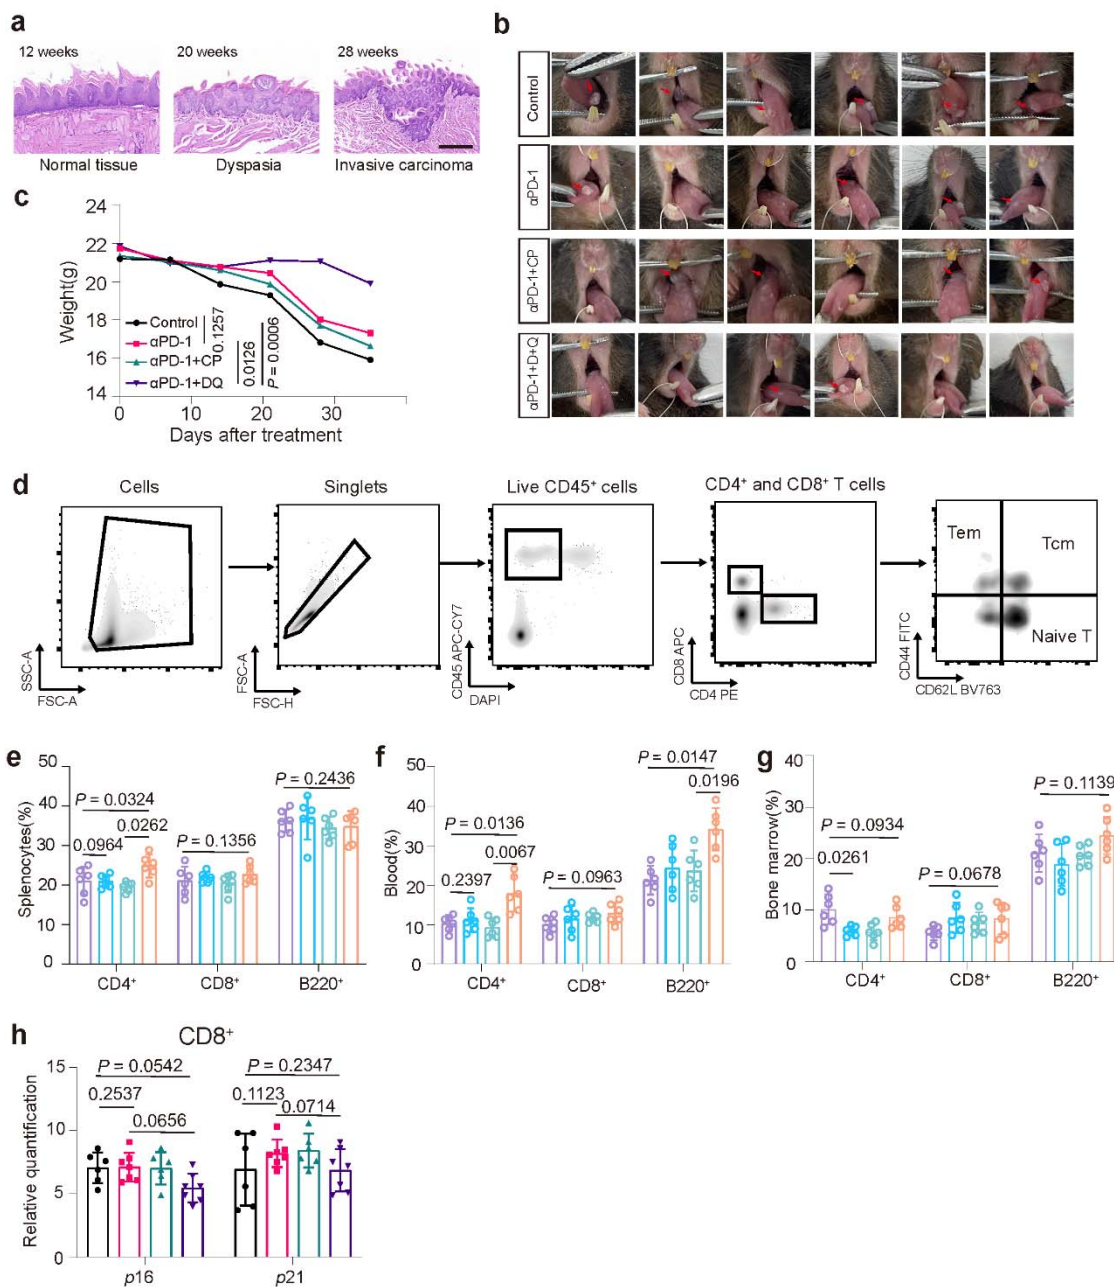 a
12 weeks
20 weeks
28 weeks
Normal tissue
Dyspasia
Invasive carcinoma
b
Control
αPD-1
αPD-1+CP
αPD-1+D+Q
c
24
22
20
18
16
14
Weight(g)
Control
αPD-1
αPD-1+CP
αPD-1+DQ
0.1257
0.0126
P = 0.0006
0
10
20
30
Days after treatment
d
Cells
Singlets
Live CD45⁺ cells
CD4⁺ and CD8⁺ T cells
SSC-A
FSC-A
FSC-A
FSC-H
CD45 APC-CY7
DAPI
CD8 APC
CD4 PE
Tem
Tcm
Naive T
CD44 FITC
CD62L BV763
e
50
40
30
20
10
0
Splenocytes(%)
P = 0.0324
0.0964
0.0262
P = 0.1356
P = 0.2436
CD4⁺
CD8⁺
B220⁺
f
50
40
30
20
10
0
Blood(%)
P = 0.0136
0.2397
0.0067
P = 0.0963
P = 0.0147
0.0196
CD4⁺
CD8⁺
B220⁺
g
40
30
20
10
0
Bone marrow(%)
P = 0.0934
0.0261
P = 0.0678
P = 0.1139
CD4⁺
CD8⁺
B220⁺
h
CD8⁺
15
10
5
0
Relative quantification
P = 0.0542
0.2537
0.0656
P = 0.2347
0.1123
0.0714
p16
p21